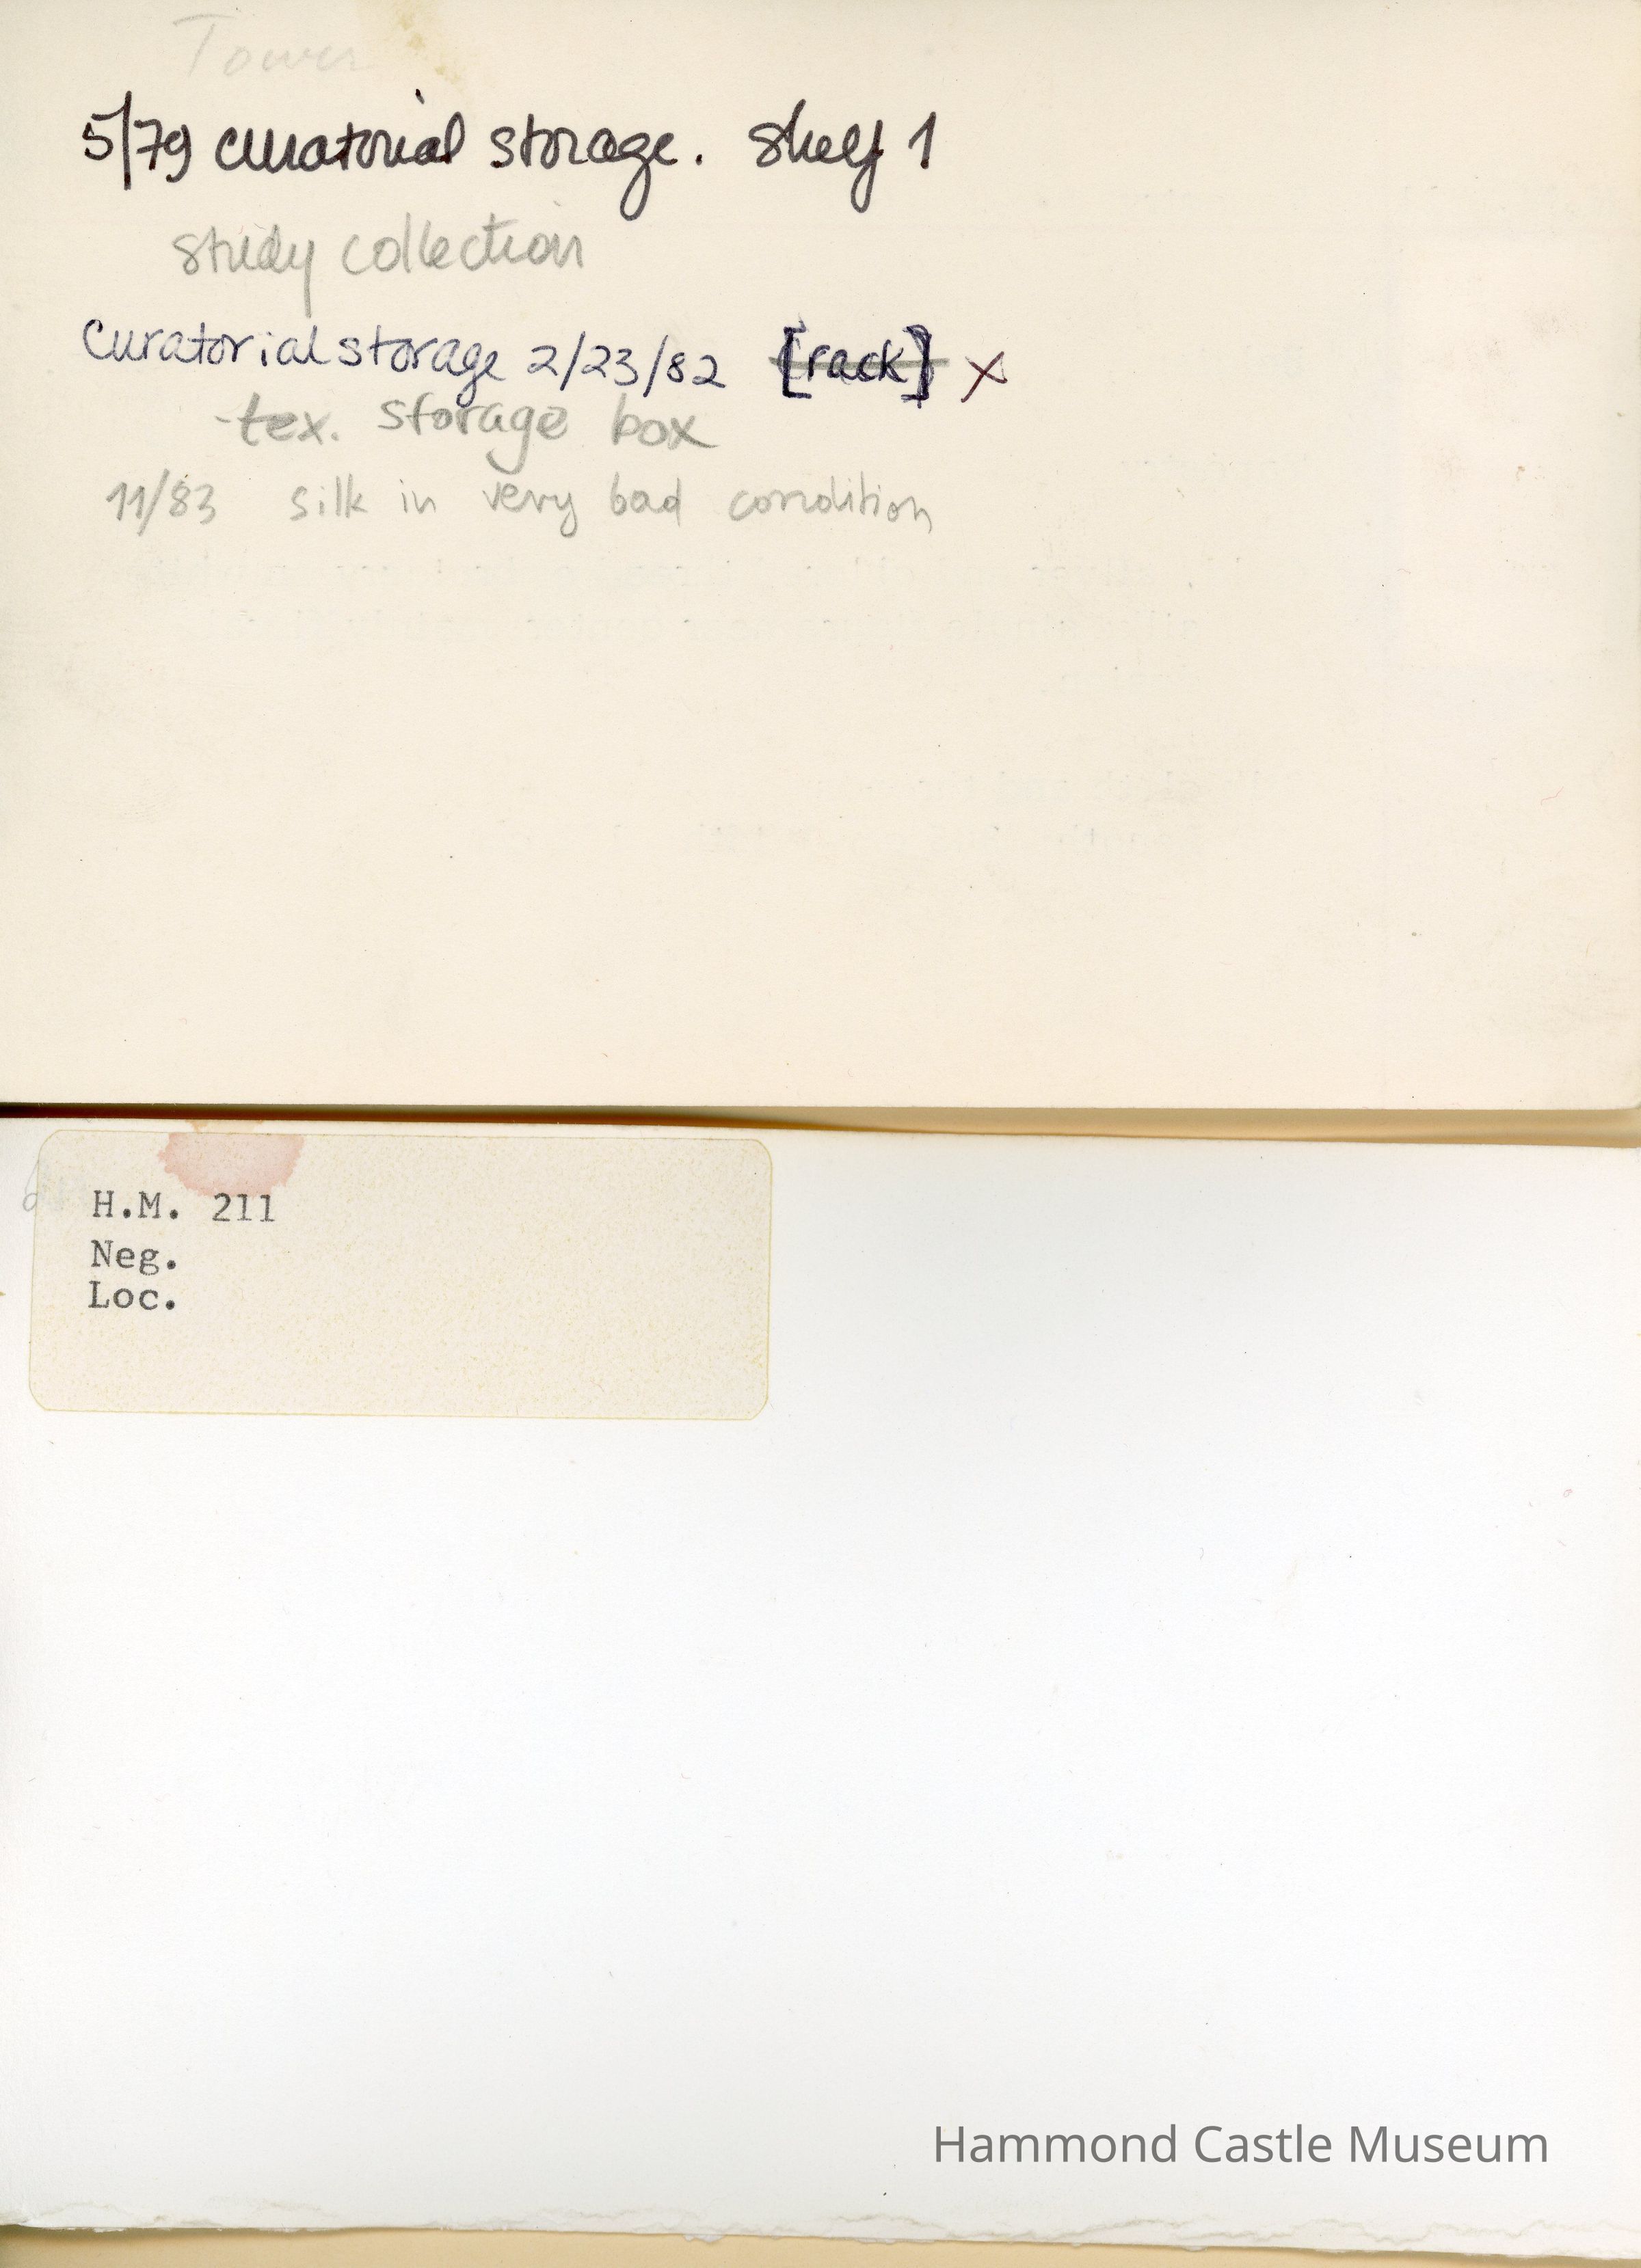 Tower
5/79 curatorial storage. shelf 1
study collection
Curatorial storage 2/23/82 [rack] x
tex. storage box
11/83 silk in very bad condition
H.M. 211
Neg.
Loc.
Hammond Castle Museum